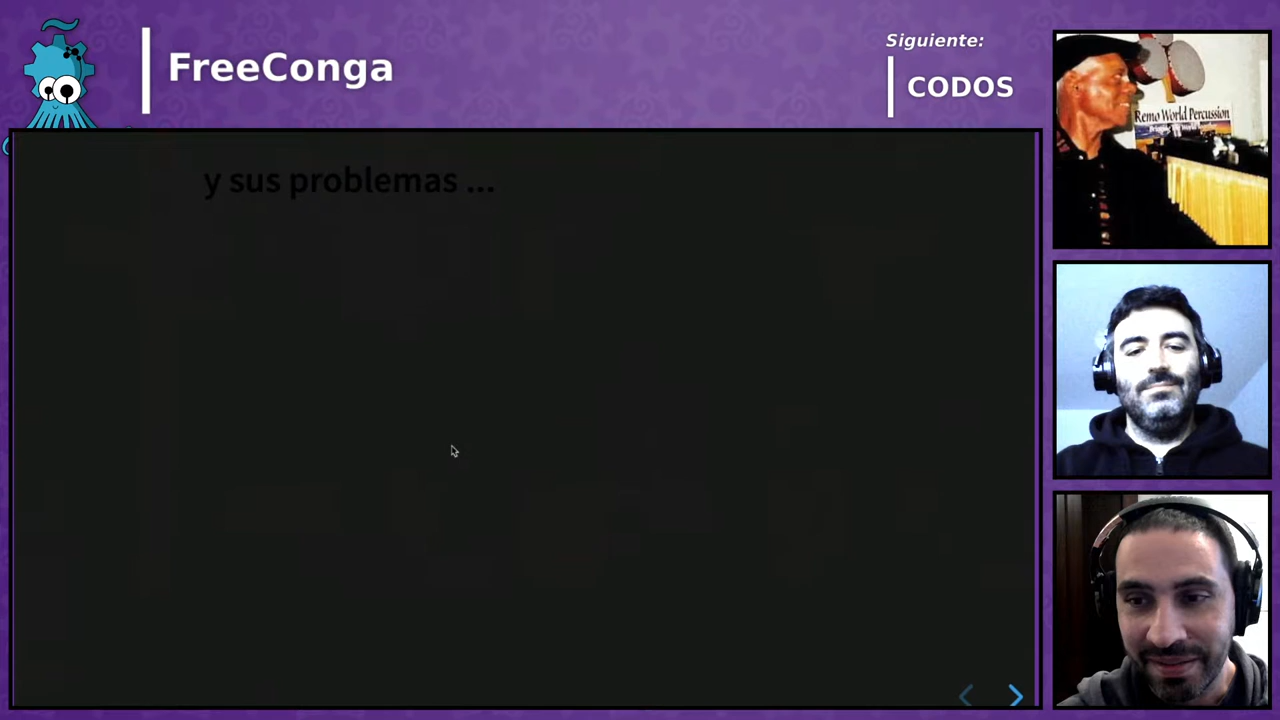 FreeConga
Siguiente:
CODOS
y sus problemas ...
Remo World Percussion